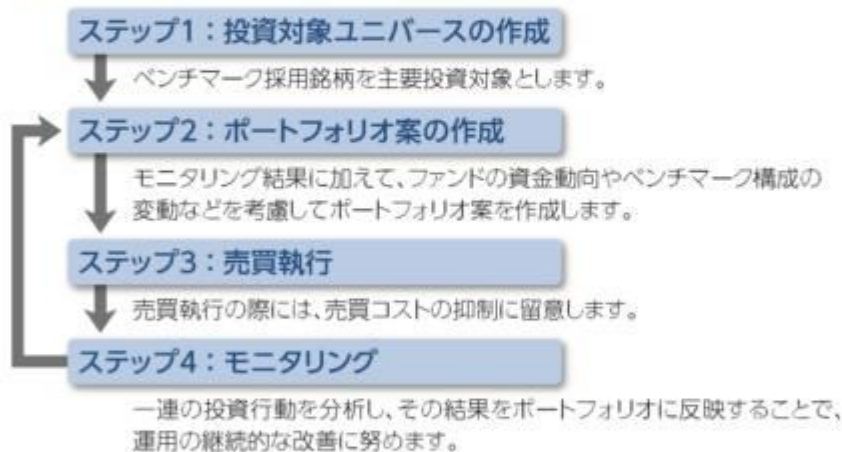 ステップ1：投資対象ユニバースの作成
ベンチマーク採用銘柄を主要投資対象とします。
ステップ2：ポートフォリオ案の作成
モニタリング結果に加えて、ファンドの資金動向やベンチマーク構成の
変動などを考慮してポートフォリオ案を作成します。
ステップ3：売買執行
売買執行の際には、売買コストの抑制に留意します。
ステップ4：モニタリング
一連の投資行動を分析し、その結果をポートフォリオに反映することで、
運用の継続的な改善に努めます。